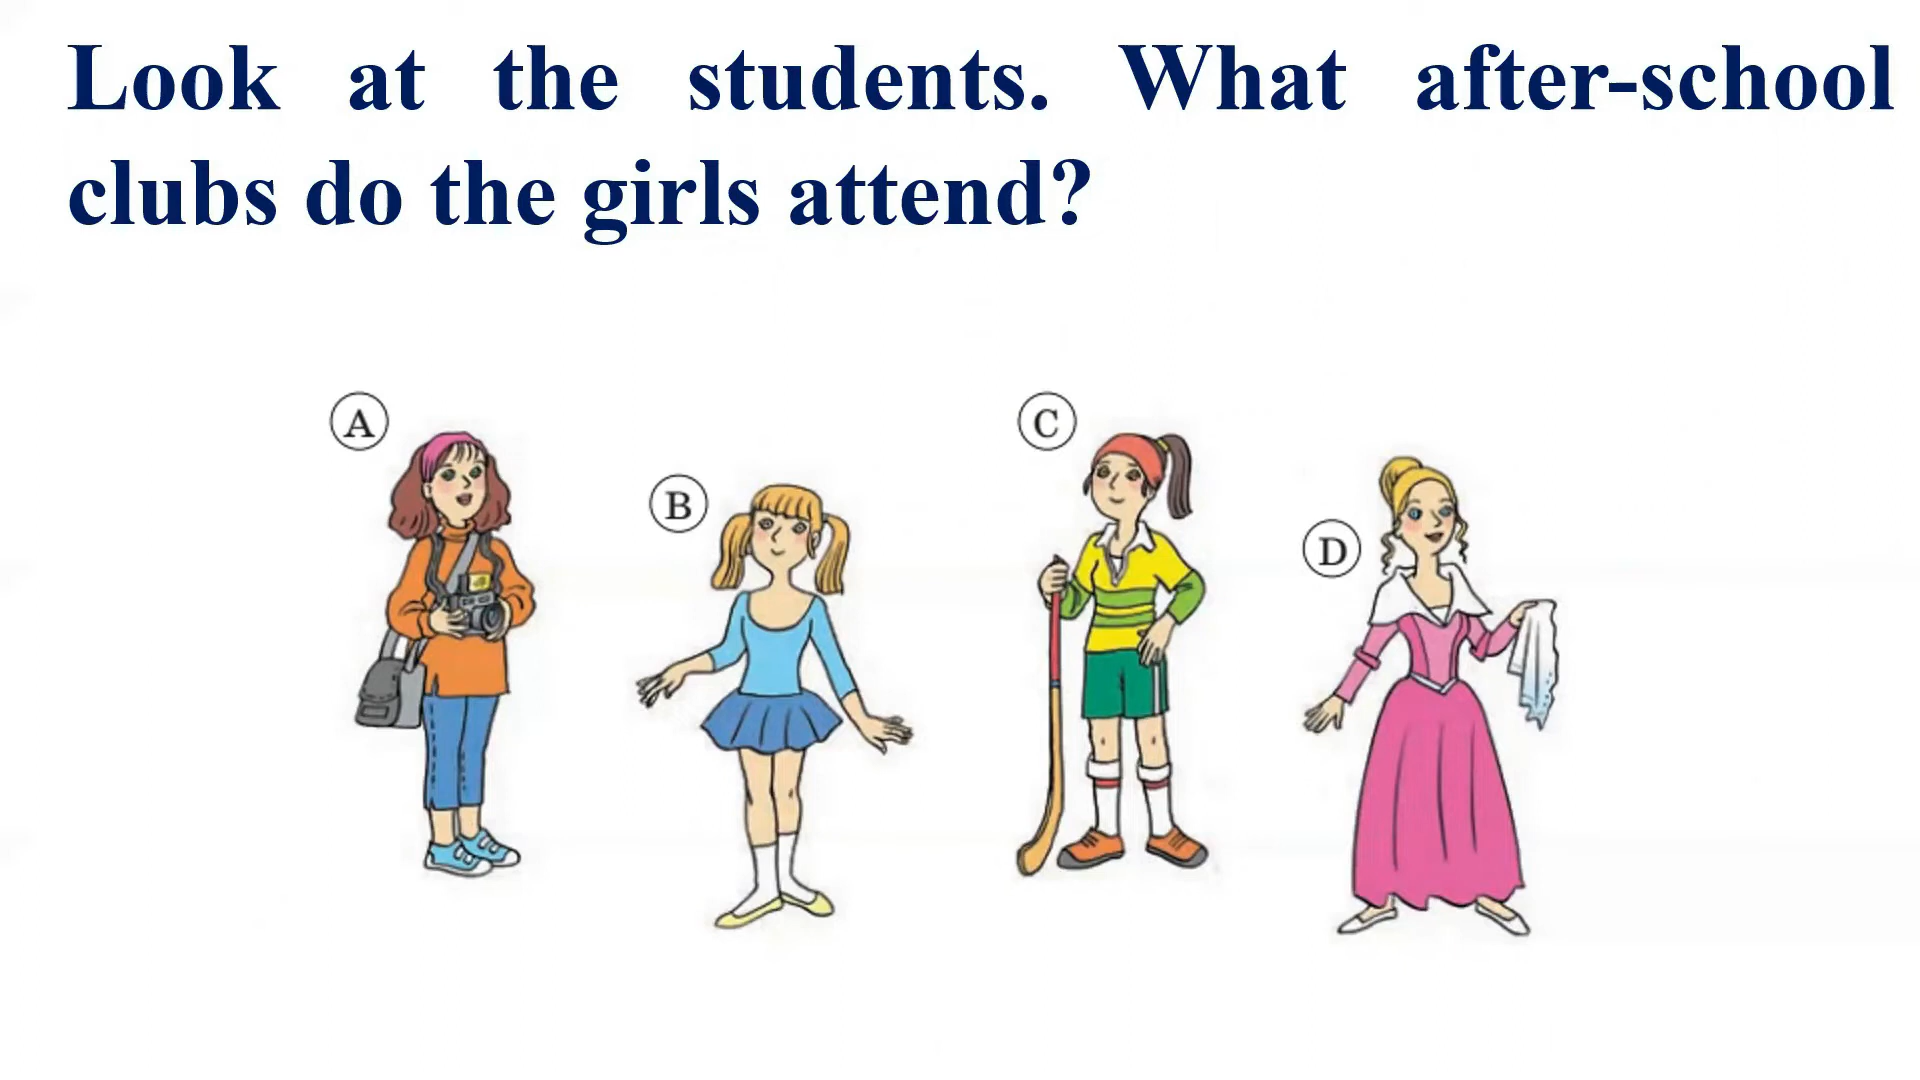 Look at the students. What after-school
clubs do the girls attend?
A
B
C
D